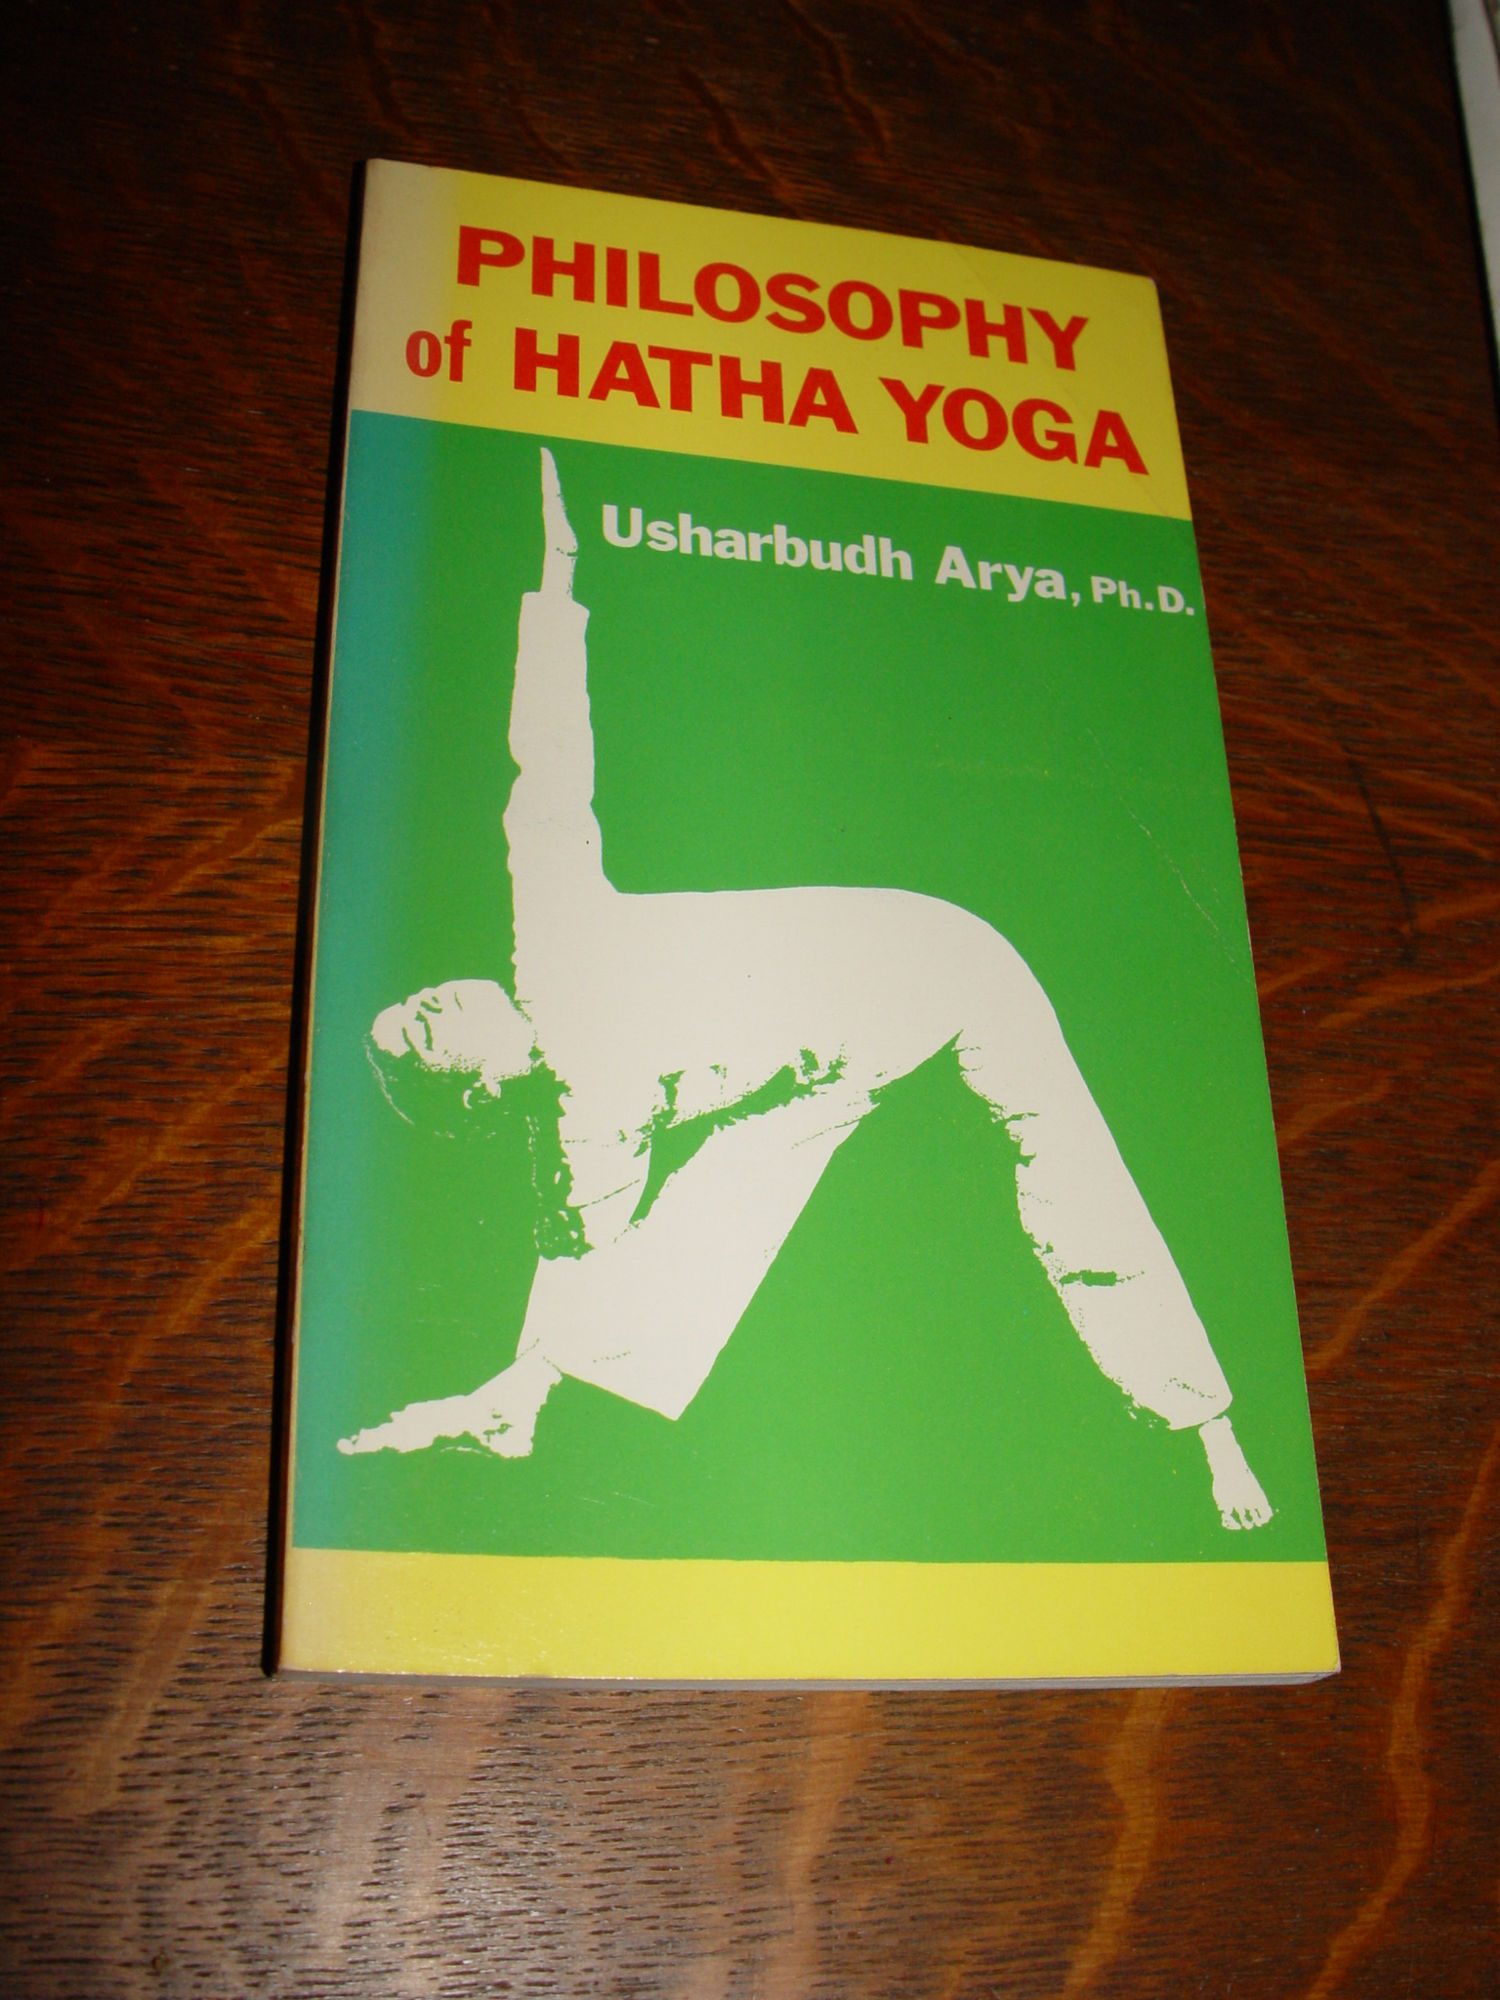 PHILOSOPHY
of HATHA YOGA
Usharbudh Arya, Ph.D.